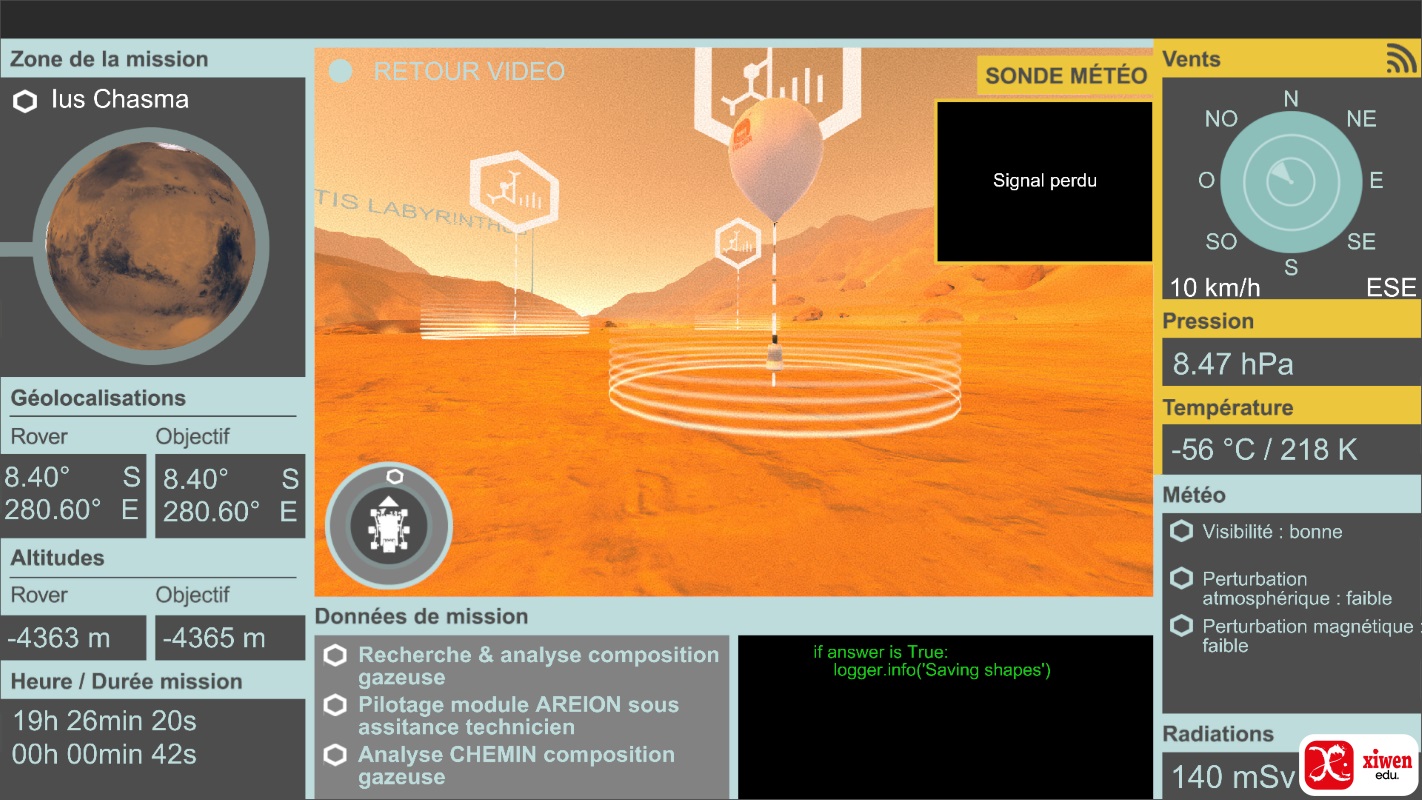 Zone de la mission
Ius Chasma
Géolocalisations
Rover Objectif
8.40° S 8.40° S
280.60° E 280.60° E
Altitudes
Rover Objectif
-4363 m -4365 m
Heure / Durée mission
19h 26min 20s
00h 00min 42s
RETOUR VIDEO
TIS LABYRINTHUS
SONDE MÉTÉO
Signal perdu
Données de mission
Recherche & analyse composition
gazeuse
Pilotage module AREION sous
assitance technicien
Analyse CHEMIN composition
gazeuse
if answer is True:
logger.info('Saving shapes')
Vents
N
NO NE
O E
SO SE
S
10 km/h ESE
Pression
8.47 hPa
Température
-56 °C / 218 K
Météo
Visibilité : bonne
Perturbation
atmosphérique : faible
Perturbation magnétique :
faible
Radiations
140 mSv
xiwen
edu.